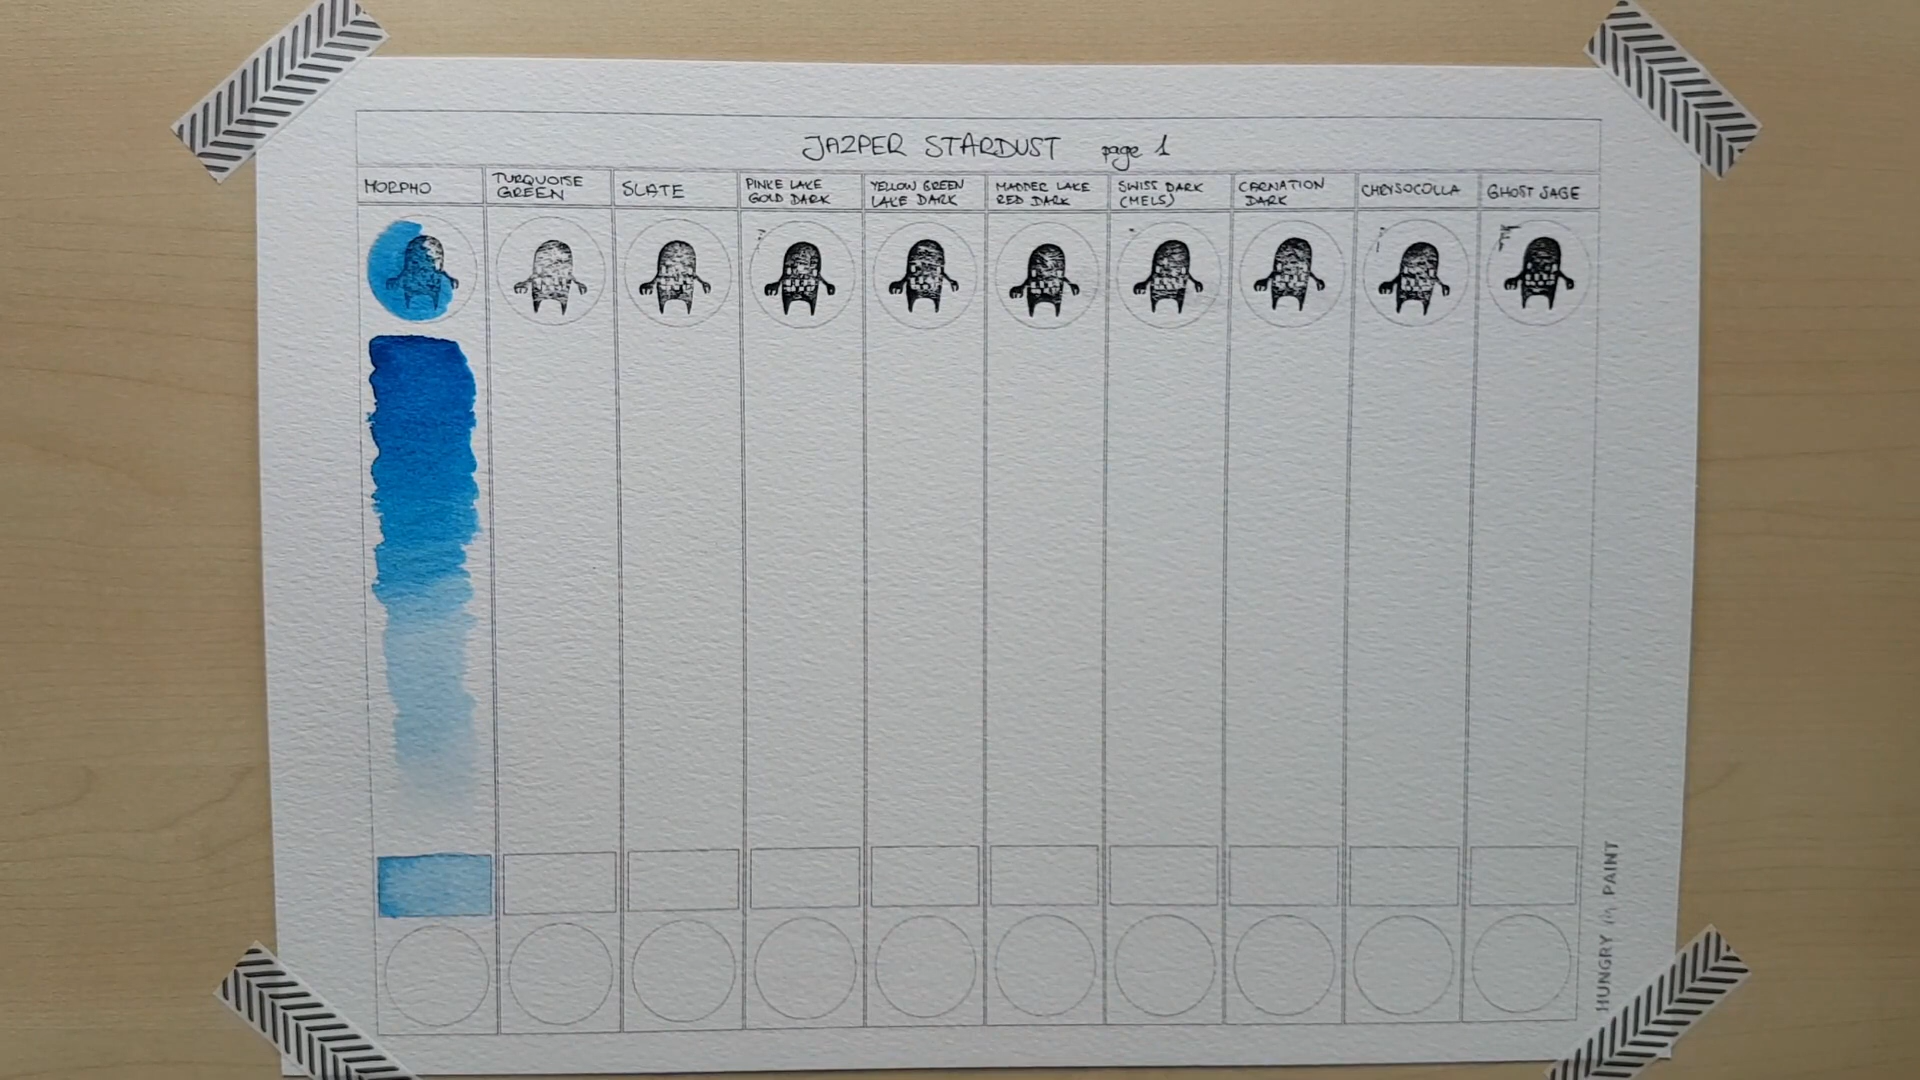 JAZPER STARDUST page 1
MORPHO
TURQUOISE
GREEN
SLATE
PINKE LAKE
GOLD DARK
YELLOW GREEN
LAKE DARK
MADDER LAKE
RED DARK
SWISS DARK
(MELS)
CARNATION
DARK
CHRYSOCOLLA
GHOST SAGE
HUNGRY PAINT